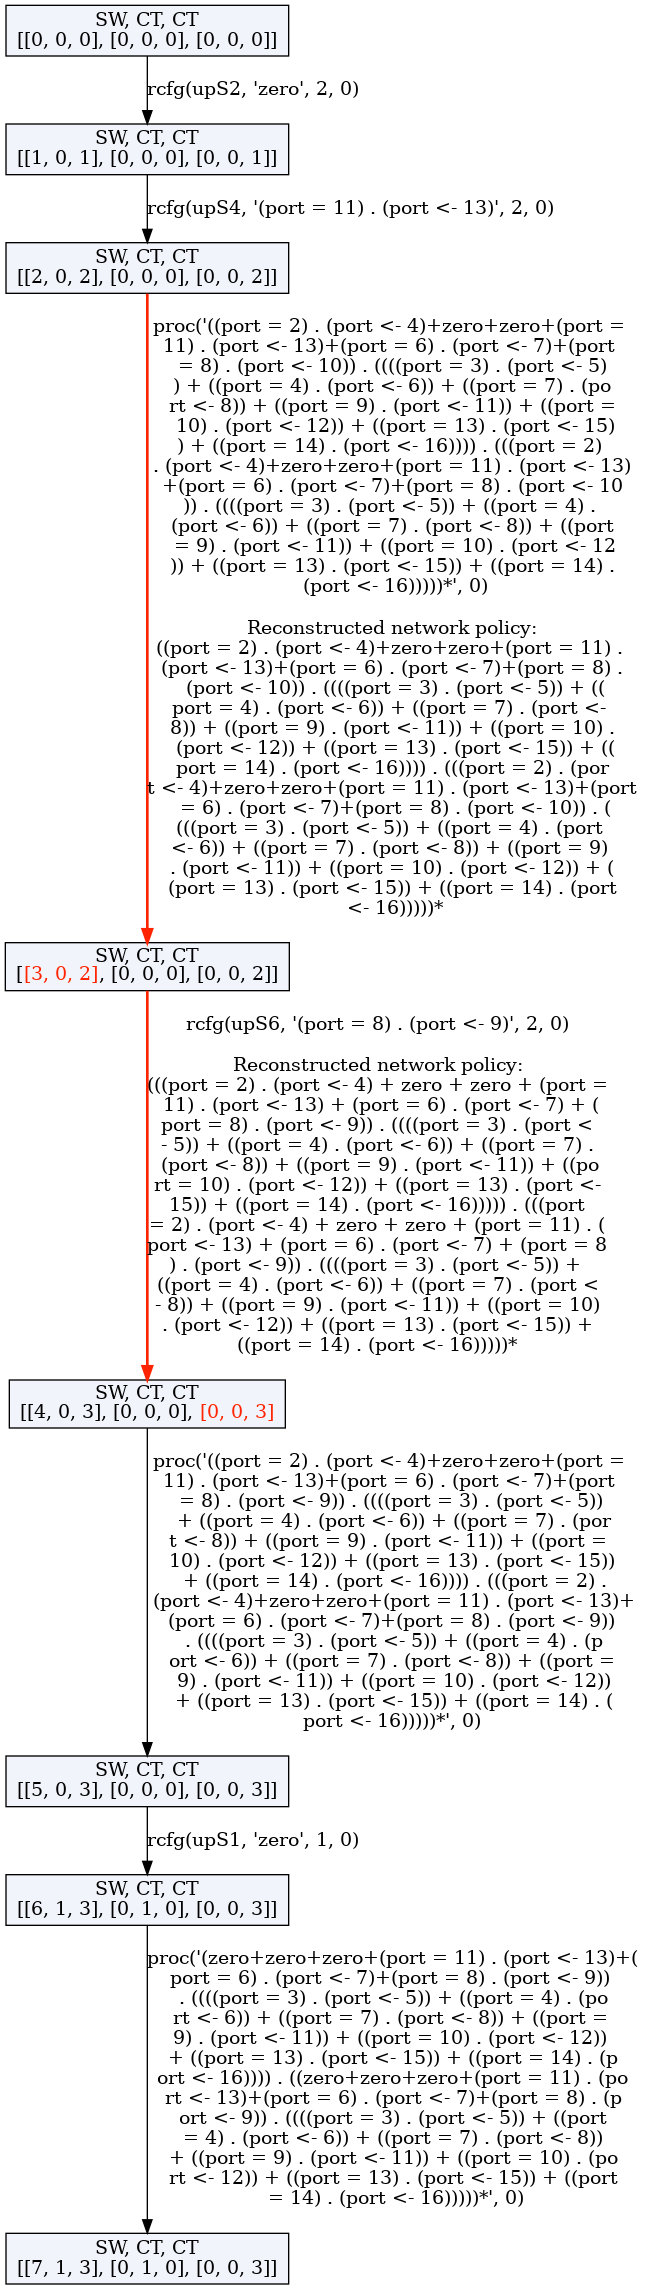 SW, CT, CT
[[0, 0, 0], [0, 0, 0], [0, 0, 0]]
rcfg(upS2, 'zero', 2, 0)
SW, CT, CT
[[1, 0, 1], [0, 0, 0], [0, 0, 1]]
rcfg(upS4, '(port = 11) . (port <- 13)', 2, 0)
SW, CT, CT
[[2, 0, 2], [0, 0, 0], [0, 0, 2]]
proc('((port = 2) . (port <- 4)+zero+zero+(port =
11) . (port <- 13)+(port = 6) . (port <- 7)+(port
= 8) . (port <- 10)) . ((((port = 3) . (port <- 5)
) + ((port = 4) . (port <- 6)) + ((port = 7) . (po
rt <- 8)) + ((port = 9) . (port <- 11)) + ((port =
10) . (port <- 12)) + ((port = 13) . (port <- 15)
) + ((port = 14) . (port <- 16)))) . (((port = 2)
. (port <- 4)+zero+zero+(port = 11) . (port <- 13)
+(port = 6) . (port <- 7)+(port = 8) . (port <- 10
)) . ((((port = 3) . (port <- 5)) + ((port = 4) .
(port <- 6)) + ((port = 7) . (port <- 8)) + ((port
= 9) . (port <- 11)) + ((port = 10) . (port <- 12
)) + ((port = 13) . (port <- 15)) + ((port = 14) .
(port <- 16)))))*', 0)
Reconstructed network policy:
((port = 2) . (port <- 4)+zero+zero+(port = 11) .
(port <- 13)+(port = 6) . (port <- 7)+(port = 8) .
(port <- 10)) . ((((port = 3) . (port <- 5)) + ((
port = 4) . (port <- 6)) + ((port = 7) . (port <-
8)) + ((port = 9) . (port <- 11)) + ((port = 10) .
(port <- 12)) + ((port = 13) . (port <- 15)) + ((
port = 14) . (port <- 16)))) . (((port = 2) . (por
t <- 4)+zero+zero+(port = 11) . (port <- 13)+(port
= 6) . (port <- 7)+(port = 8) . (port <- 10)) . (
(((port = 3) . (port <- 5)) + ((port = 4) . (port
<- 6)) + ((port = 7) . (port <- 8)) + ((port = 9)
. (port <- 11)) + ((port = 10) . (port <- 12)) + (
(port = 13) . (port <- 15)) + ((port = 14) . (port
<- 16)))))*
SW, CT, CT
[[3, 0, 2], [0, 0, 0], [0, 0, 2]]
rcfg(upS6, '(port = 8) . (port <- 9)', 2, 0)
Reconstructed network policy:
(((port = 2) . (port <- 4) + zero + zero + (port =
11) . (port <- 13) + (port = 6) . (port <- 7) + (
port = 8) . (port <- 9)) . ((((port = 3) . (port <
- 5)) + ((port = 4) . (port <- 6)) + ((port = 7) .
(port <- 8)) + ((port = 9) . (port <- 11)) + ((po
rt = 10) . (port <- 12)) + ((port = 13) . (port <-
15)) + ((port = 14) . (port <- 16))))) . (((port
= 2) . (port <- 4) + zero + zero + (port = 11) . (
port <- 13) + (port = 6) . (port <- 7) + (port = 8
) . (port <- 9)) . ((((port = 3) . (port <- 5)) +
((port = 4) . (port <- 6)) + ((port = 7) . (port <
- 8)) + ((port = 9) . (port <- 11)) + ((port = 10)
. (port <- 12)) + ((port = 13) . (port <- 15)) +
((port = 14) . (port <- 16)))))*
SW, CT, CT
[[4, 0, 3], [0, 0, 0], [0, 0, 3]
proc('((port = 2) . (port <- 4)+zero+zero+(port =
11) . (port <- 13)+(port = 6) . (port <- 7)+(port
= 8) . (port <- 9)) . ((((port = 3) . (port <- 5))
+ ((port = 4) . (port <- 6)) + ((port = 7) . (por
t <- 8)) + ((port = 9) . (port <- 11)) + ((port =
10) . (port <- 12)) + ((port = 13) . (port <- 15))
+ ((port = 14) . (port <- 16)))) . (((port = 2) .
(port <- 4)+zero+zero+(port = 11) . (port <- 13)+
(port = 6) . (port <- 7)+(port = 8) . (port <- 9))
. ((((port = 3) . (port <- 5)) + ((port = 4) . (p
ort <- 6)) + ((port = 7) . (port <- 8)) + ((port =
9) . (port <- 11)) + ((port = 10) . (port <- 12))
+ ((port = 13) . (port <- 15)) + ((port = 14) . (
port <- 16)))))*', 0)
SW, CT, CT
[[5, 0, 3], [0, 0, 0], [0, 0, 3]]
rcfg(upS1, 'zero', 1, 0)
SW, CT, CT
[[6, 1, 3], [0, 1, 0], [0, 0, 3]]
proc('(zero+zero+zero+(port = 11) . (port <- 13)+(
port = 6) . (port <- 7)+(port = 8) . (port <- 9))
. ((((port = 3) . (port <- 5)) + ((port = 4) . (po
rt <- 6)) + ((port = 7) . (port <- 8)) + ((port =
9) . (port <- 11)) + ((port = 10) . (port <- 12))
+ ((port = 13) . (port <- 15)) + ((port = 14) . (p
ort <- 16)))) . ((zero+zero+zero+(port = 11) . (po
rt <- 13)+(port = 6) . (port <- 7)+(port = 8) . (p
ort <- 9)) . ((((port = 3) . (port <- 5)) + ((port
= 4) . (port <- 6)) + ((port = 7) . (port <- 8))
+ ((port = 9) . (port <- 11)) + ((port = 10) . (po
rt <- 12)) + ((port = 13) . (port <- 15)) + ((port
= 14) . (port <- 16)))))*', 0)
SW, CT, CT
[[7, 1, 3], [0, 1, 0], [0, 0, 3]]